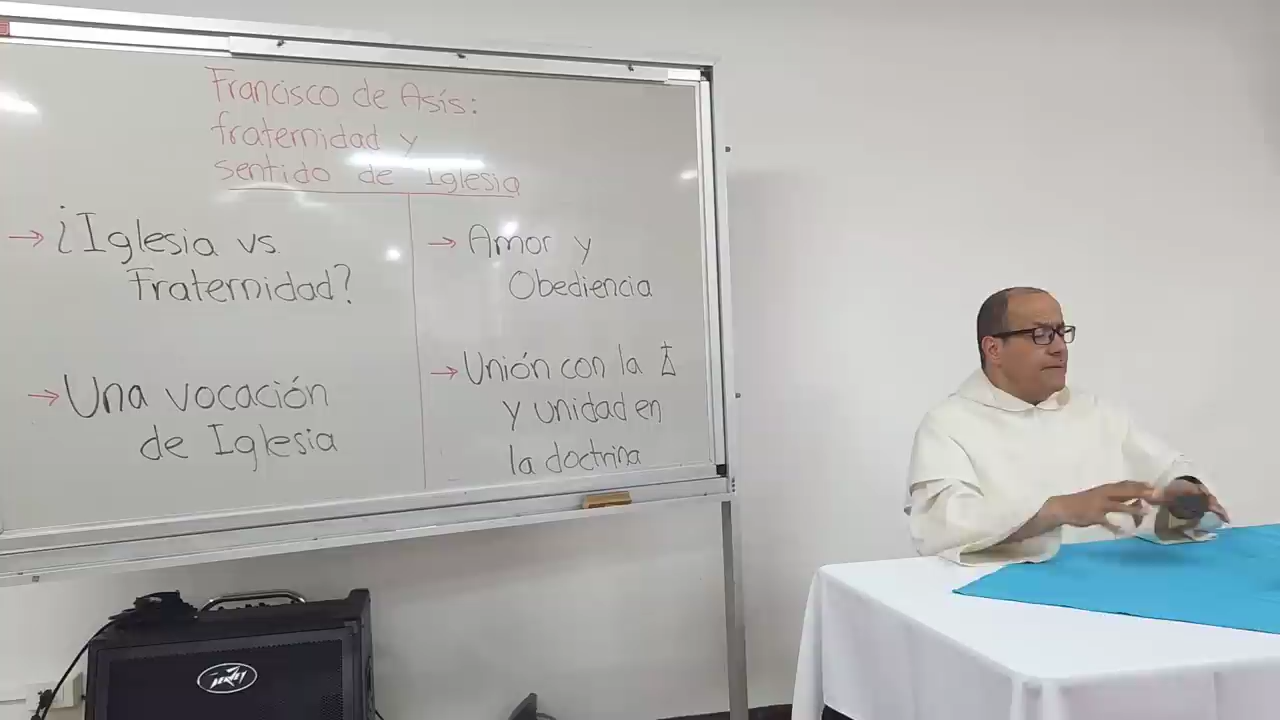 Francisco de Asís:
fraternidad y
sentido de Iglesia
→ ¿Iglesia vs.
Fraternidad?
→ Una vocación
de Iglesia
→ Amor y
Obediencia
→ Unión con la
y unidad en
la doctrina
PEAVEY